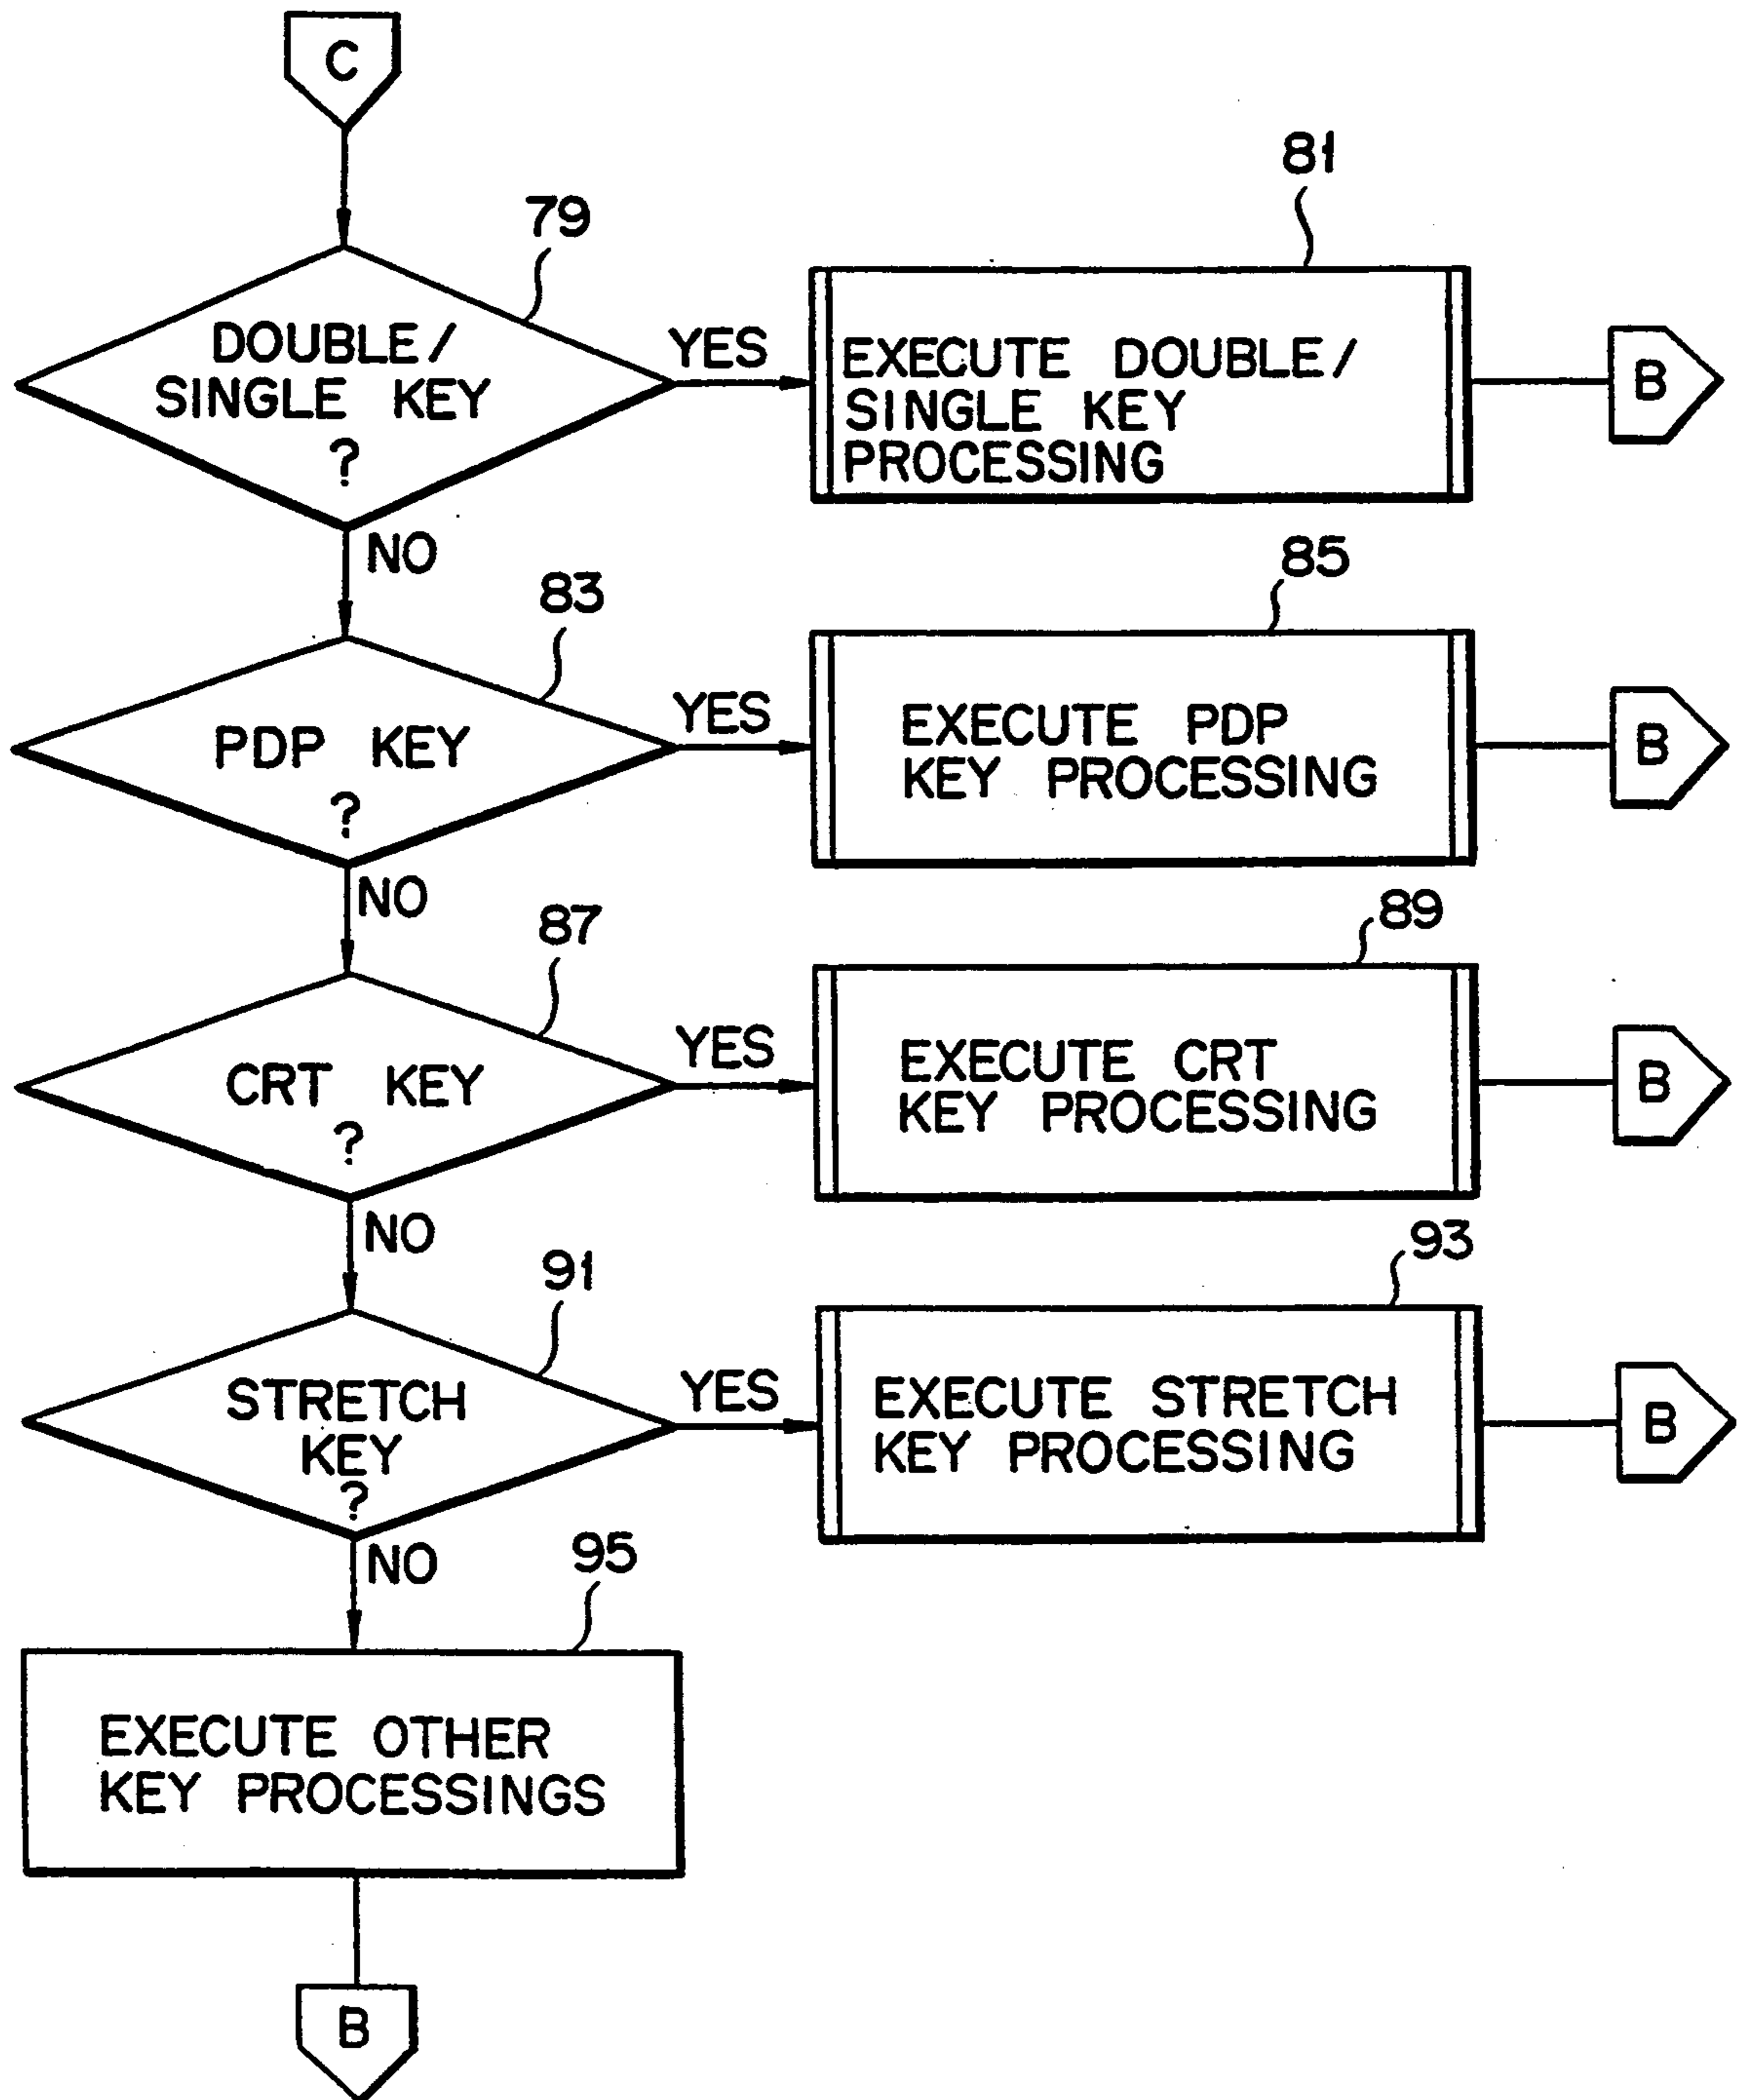 C
79
81
DOUBLE/
SINGLE KEY
?
YES
EXECUTE DOUBLE/
SINGLE KEY
PROCESSING
B
NO
83
85
PDP KEY
?
YES
EXECUTE PDP
KEY PROCESSING
B
NO
87
89
CRT KEY
?
YES
EXECUTE CRT
KEY PROCESSING
B
NO
91
93
STRETCH
KEY
?
YES
EXECUTE STRETCH
KEY PROCESSING
B
NO
95
EXECUTE OTHER
KEY PROCESSINGS
B